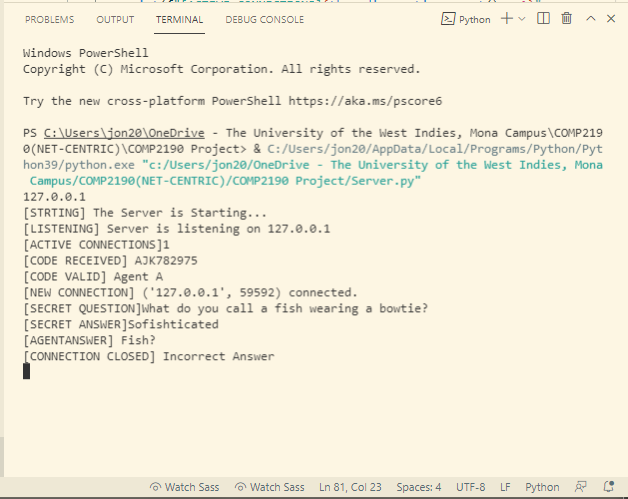 PROBLEMS OUTPUT TERMINAL DEBUG CONSOLE Python
Windows PowerShell
Copyright (C) Microsoft Corporation. All rights reserved.
Try the new cross-platform PowerShell https://aka.ms/pscore6
PS C:\Users\jon20\OneDrive - The University of the West Indies, Mona Campus\COMP219
0(NET-CENTRIC)\COMP2190 Project> & C:/Users/jon20/AppData/Local/Programs/Python/Pyt
hon39/python.exe "c:/Users/jon20/OneDrive - The University of the West Indies, Mona
Campus/COMP2190(NET-CENTRIC)/COMP2190 Project/Server.py"
127.0.0.1
[STRTING] The Server is Starting...
[LISTENING] Server is listening on 127.0.0.1
[ACTIVE CONNECTIONS]1
[CODE RECEIVED] AJK782975
[CODE VALID] Agent A
[NEW CONNECTION] ('127.0.0.1', 59592) connected.
[SECRET QUESTION]What do you call a fish wearing a bowtie?
[SECRET ANSWER]Sofishticated
[AGENTANSWER] Fish?
[CONNECTION CLOSED] Incorrect Answer
Watch Sass Watch Sass Ln 81, Col 23 Spaces: 4 UTF-8 LF Python